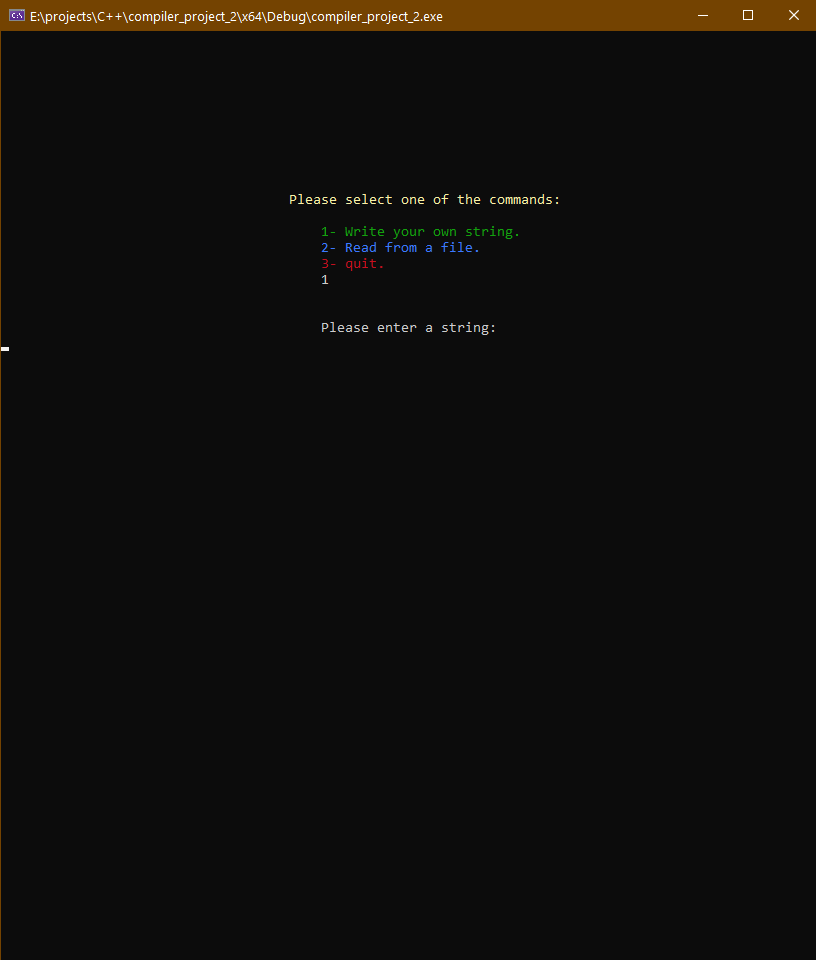 E:\projects\C++\compiler_project_2\x64\Debug\compiler_project_2.exe
Please select one of the commands:
1- Write your own string.
2- Read from a file.
3- quit.
1
Please enter a string: